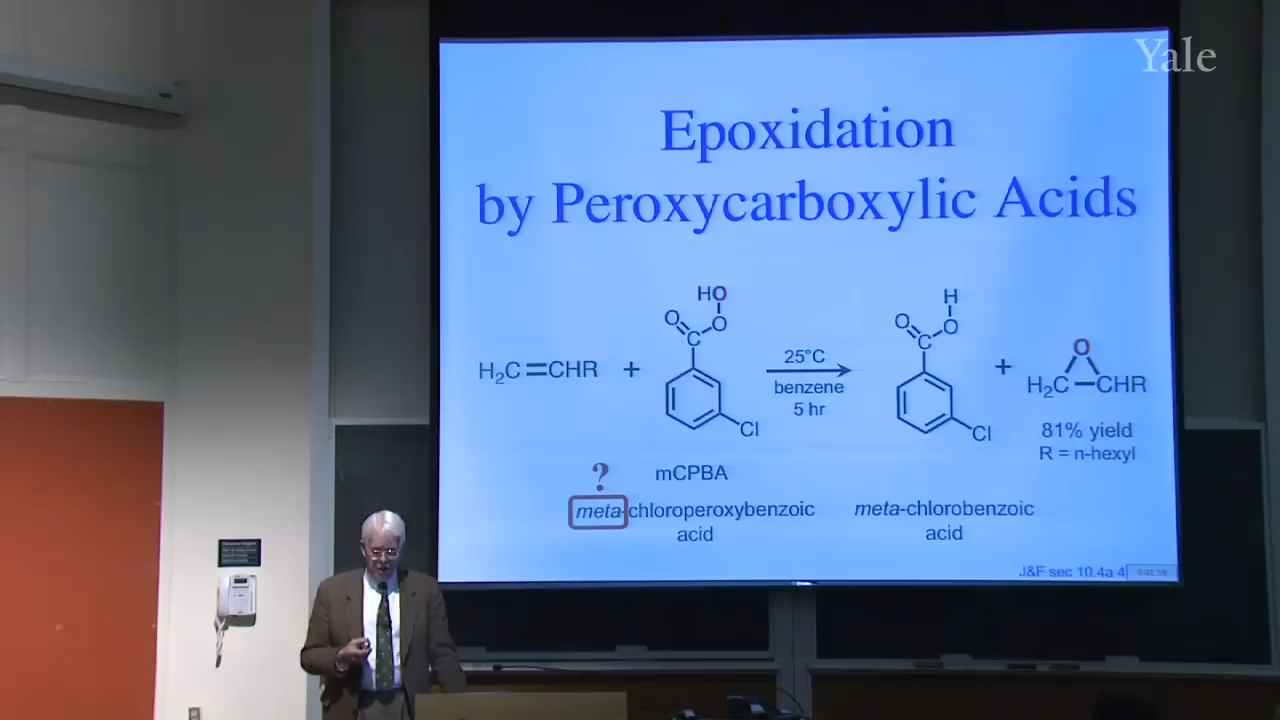 Yale
Epoxidation
by Peroxycarboxylic Acids
H₂C=CHR + HO O O C Cl 25°C benzene 5 hr H O O C Cl + O H₂C—CHR
81% yield
R = n-hexyl
? mCPBA
meta-chloroperoxybenzoic
acid
meta-chlorobenzoic
acid
J&F sec 10.4a 4